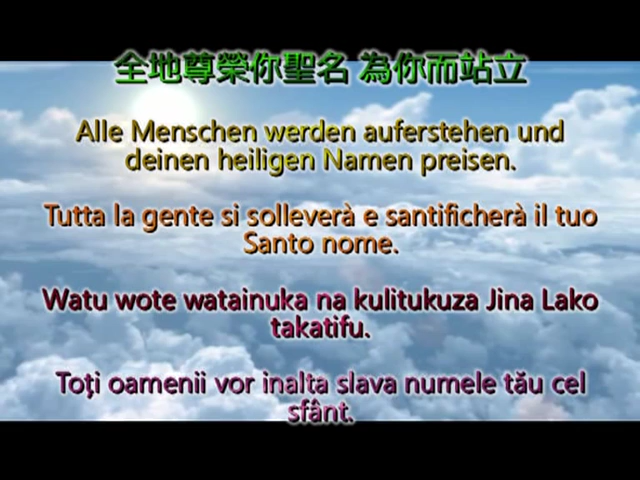 全地尊榮你聖名 為你而站立
Alle Menschen werden auferstehen und
deinen heiligen Namen preisen.
Tutta la gente si solleverà e santificherà il tuo
Santo nome.
Watu wote watainuka na kulitukuza Jina Lako
takatifu.
Toți oamenii vor inalta slava numele tău cel
sfânt.